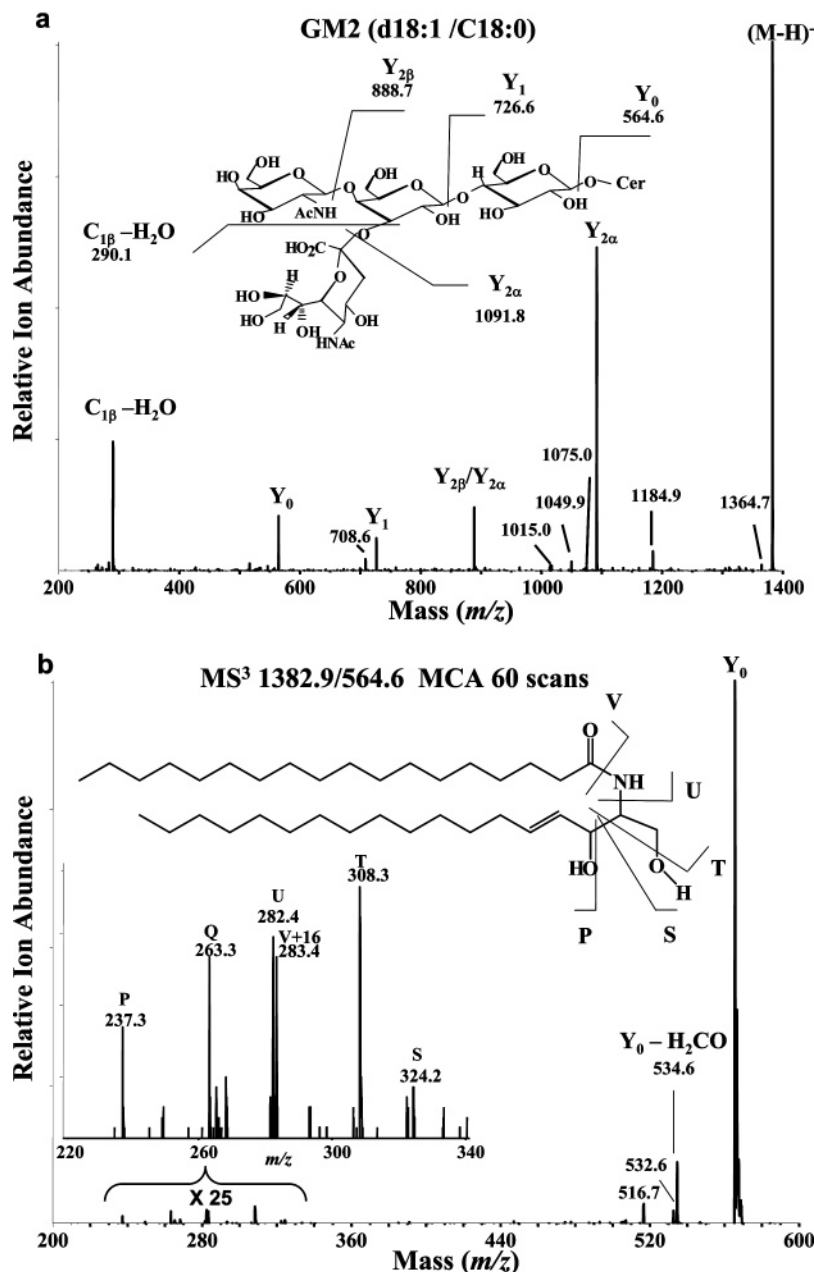 a
GM2 (d18:1 /C18:0)
(M-H)⁻
Y2β
888.7
Y1
726.6
Y0
564.6
OH
OH
HO
O
HO
AcNH
O
OH
O
O
OH
H
OH
O
O
HO
OH
O–Cer
C1β –H2O
290.1
HO2C
O
Y2α
1091.8
Y2α
HO
H
HO
H
OH
HNAc
OH
C1β –H2O
Y0
708.6
Y1
Y2β/Y2α
1075.0
1049.9
1015.0
1184.9
1364.7
Relative Ion Abundance
200 400 600 800 1000 1200 1400
Mass (m/z)
b
MS³ 1382.9/564.6 MCA 60 scans
Y0
V
O
NH
U
HO
O
H
T
P
S
T
308.3
U
282.4
V+16
283.4
Q
263.3
P
237.3
S
324.2
220 260 300 340
m/z
X 25
Y0 – H2CO
534.6
532.6
516.7
Relative Ion Abundance
200 280 360 440 520 600
Mass (m/z)